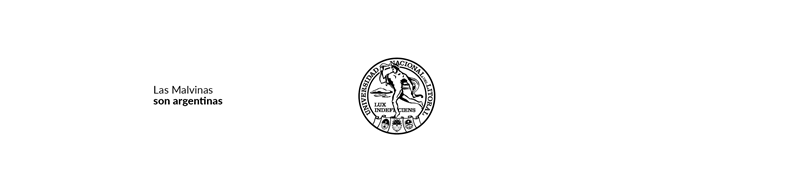 Las Malvinas
son argentinas
UNIVERSIDAD NACIONAL DEL LITORAL
LUX
INDEFICIENS